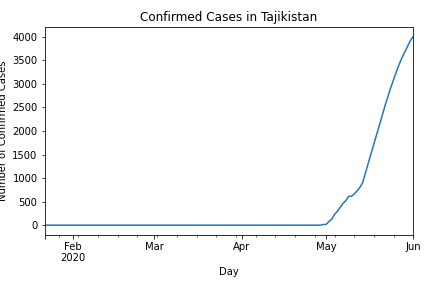 Confirmed Cases in Tajikistan
Number of Confirmed Cases
4000
3500
3000
2500
2000
1500
1000
500
0
Feb
2020
Mar
Apr
May
Jun
Day